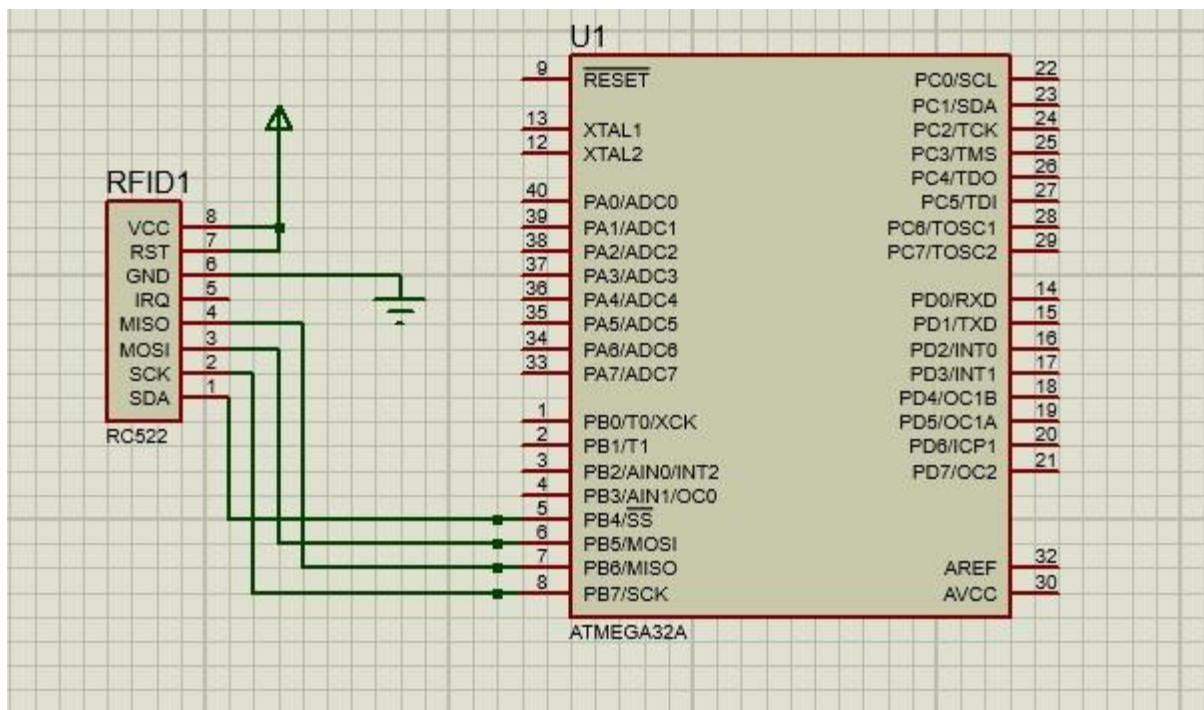 U1
9 RESET
13 XTAL1
12 XTAL2
40 PA0/ADC0
39 PA1/ADC1
38 PA2/ADC2
37 PA3/ADC3
36 PA4/ADC4
35 PA5/ADC5
34 PA6/ADC6
33 PA7/ADC7
1 PB0/T0/XCK
2 PB1/T1
3 PB2/AIN0/INT2
4 PB3/AIN1/OC0
5 PB4/SS
6 PB5/MOSI
7 PB6/MISO
8 PB7/SCK
PC0/SCL 22
PC1/SDA 23
PC2/TCK 24
PC3/TMS 25
PC4/TDO 26
PC5/TDI 27
PC6/TOSC1 28
PC7/TOSC2 29
PD0/RXD 14
PD1/TXD 15
PD2/INT0 16
PD3/INT1 17
PD4/OC1B 18
PD5/OC1A 19
PD6/ICP1 20
PD7/OC2 21
AREF 32
AVCC 30
ATMEGA32A
RFID1
VCC 8
RST 7
GND 6
IRQ 5
MISO 4
MOSI 3
SCK 2
SDA 1
RC522